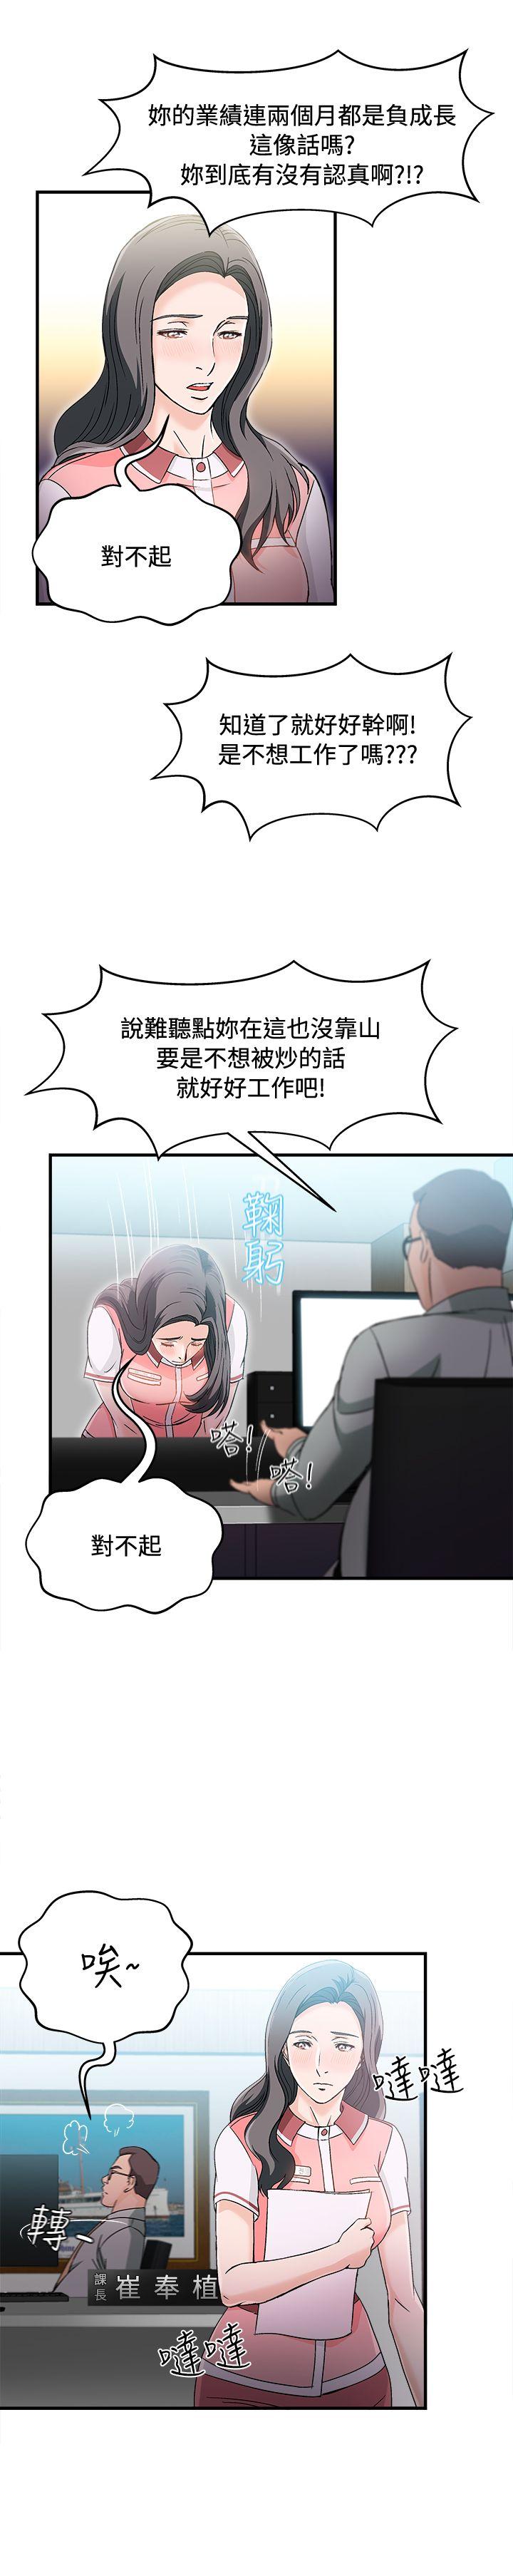 妳的業績連兩個月都是負成長
這像話嗎?
妳到底有沒有認真啊?!?
對不起
知道了就好好幹啊!
是不想工作了嗎???
說難聽點妳在這也沒靠山
要是不想被炒的話
就好好工作吧!
鞠躬
嗒!
嗒!
對不起
唉~
噠噠
轉-
課長 崔奉植
噠噠